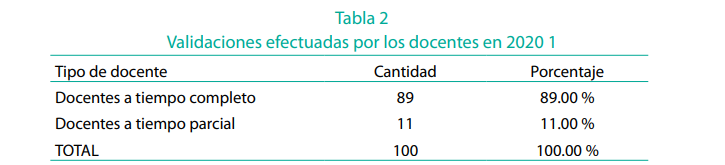 Tabla 2
Validaciones efectuadas por los docentes en 2020 1
Tipo de docente Cantidad Porcentaje
Docentes a tiempo completo 89 89.00 %
Docentes a tiempo parcial 11 11.00 %
TOTAL 100 100.00 %